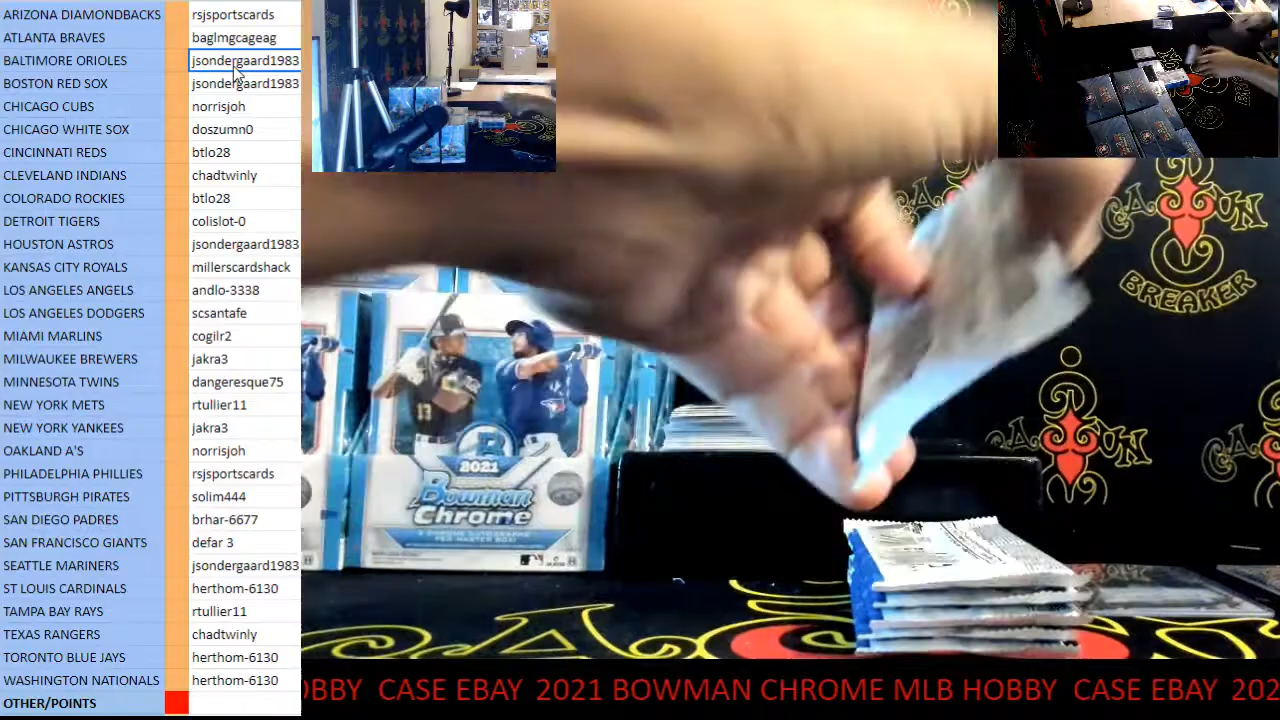 ARIZONA DIAMONDBACKS rsjsportscards
ATLANTA BRAVES baglmgcageag
BALTIMORE ORIOLES jsondergaard1983
BOSTON RED SOX jsondergaard1983
CHICAGO CUBS norrisjoh
CHICAGO WHITE SOX doszumn0
CINCINNATI REDS btlo28
CLEVELAND INDIANS chadtwinly
COLORADO ROCKIES btlo28
DETROIT TIGERS colislot-0
HOUSTON ASTROS jsondergaard1983
KANSAS CITY ROYALS millerscardshack
LOS ANGELES ANGELS andlo-3338
LOS ANGELES DODGERS scsantafe
MIAMI MARLINS cogilr2
MILWAUKEE BREWERS jakra3
MINNESOTA TWINS dangeresque75
NEW YORK METS rtullier11
NEW YORK YANKEES jakra3
OAKLAND A'S norrisjoh
PHILADELPHIA PHILLIES rsjsportscards
PITTSBURGH PIRATES solim444
SAN DIEGO PADRES brhar-6677
SAN FRANCISCO GIANTS defar 3
SEATTLE MARINERS jsondergaard1983
ST LOUIS CARDINALS herthom-6130
TAMPA BAY RAYS rtullier11
TEXAS RANGERS chadtwinly
TORONTO BLUE JAYS herthom-6130
WASHINGTON NATIONALS herthom-6130
OTHER/POINTS
13
B
2021
Bowman
Chrome
CAJUN
BREAKER
OBBY CASE EBAY 2021 BOWMAN CHROME MLB HOBBY CASE EBAY 202